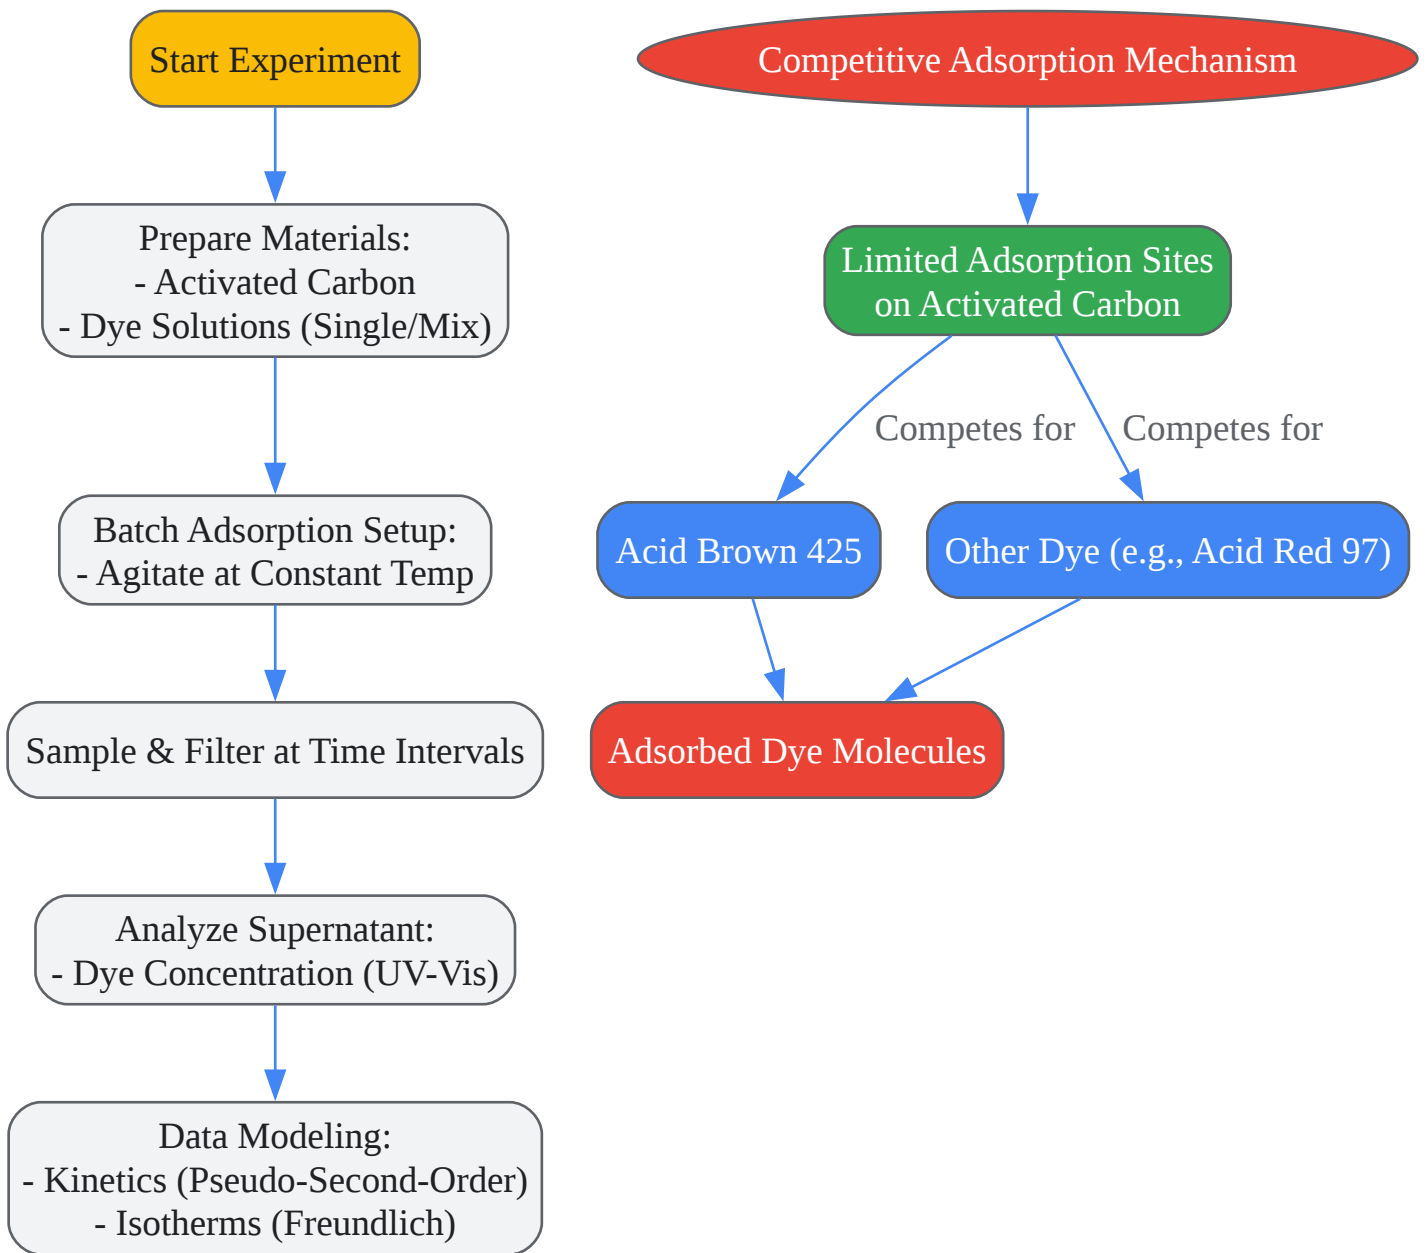 Start Experiment
Prepare Materials:
- Activated Carbon
- Dye Solutions (Single/Mix)
Batch Adsorption Setup:
- Agitate at Constant Temp
Sample & Filter at Time Intervals
Analyze Supernatant:
- Dye Concentration (UV-Vis)
Data Modeling:
- Kinetics (Pseudo-Second-Order)
- Isotherms (Freundlich)
Competitive Adsorption Mechanism
Limited Adsorption Sites
on Activated Carbon
Competes for
Competes for
Acid Brown 425
Other Dye (e.g., Acid Red 97)
Adsorbed Dye Molecules